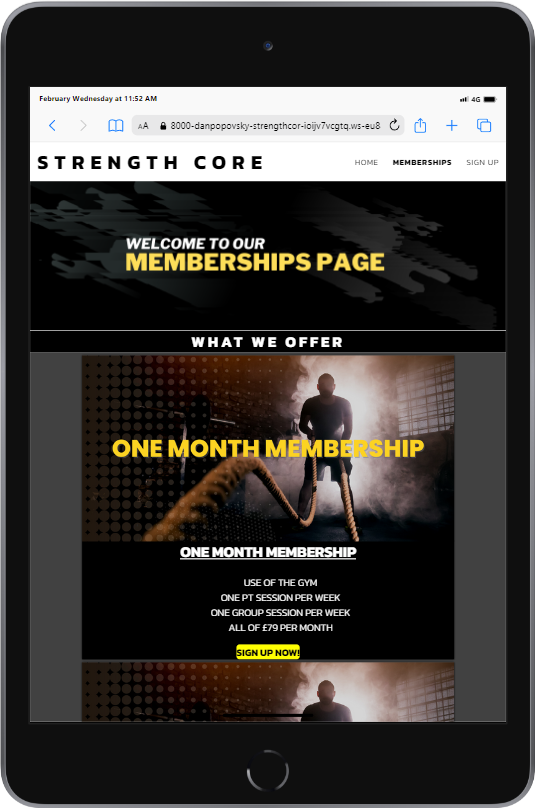 February Wednesday at 11:52 AM
4G
AA
8000-danpopovsky-strengthcor-ioijv7vcgtq.ws-eu8
STRENGTH CORE
HOME MEMBERSHIPS SIGN UP
WELCOME TO OUR
MEMBERSHIPS PAGE
WHAT WE OFFER
ONE MONTH MEMBERSHIP
ONE MONTH MEMBERSHIP
USE OF THE GYM
ONE PT SESSION PER WEEK
ONE GROUP SESSION PER WEEK
ALL OF £79 PER MONTH
SIGN UP NOW!